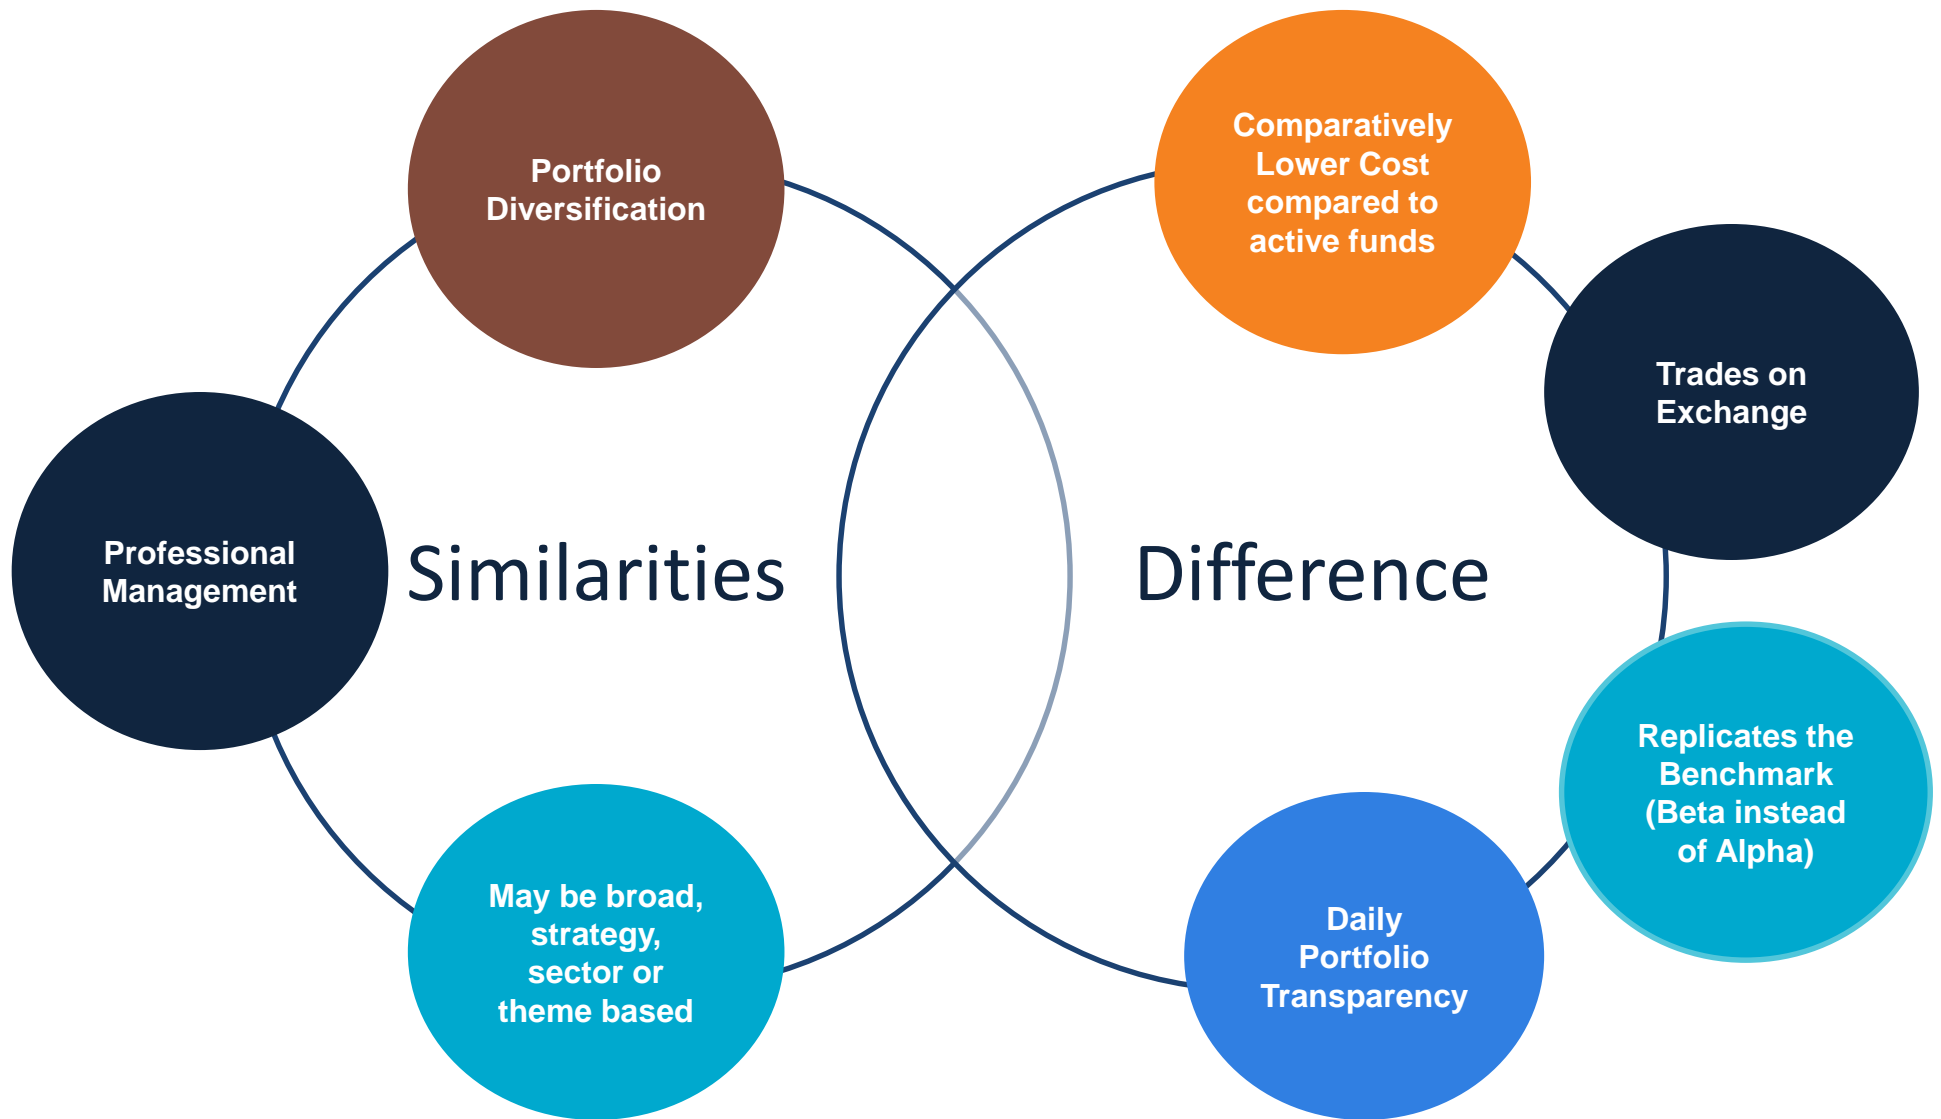 Portfolio
Diversification
Professional
Management
Similarities
May be broad,
strategy,
sector or
theme based
Comparatively
Lower Cost
compared to
active funds
Trades on
Exchange
Difference
Replicates the
Benchmark
(Beta instead
of Alpha)
Daily
Portfolio
Transparency